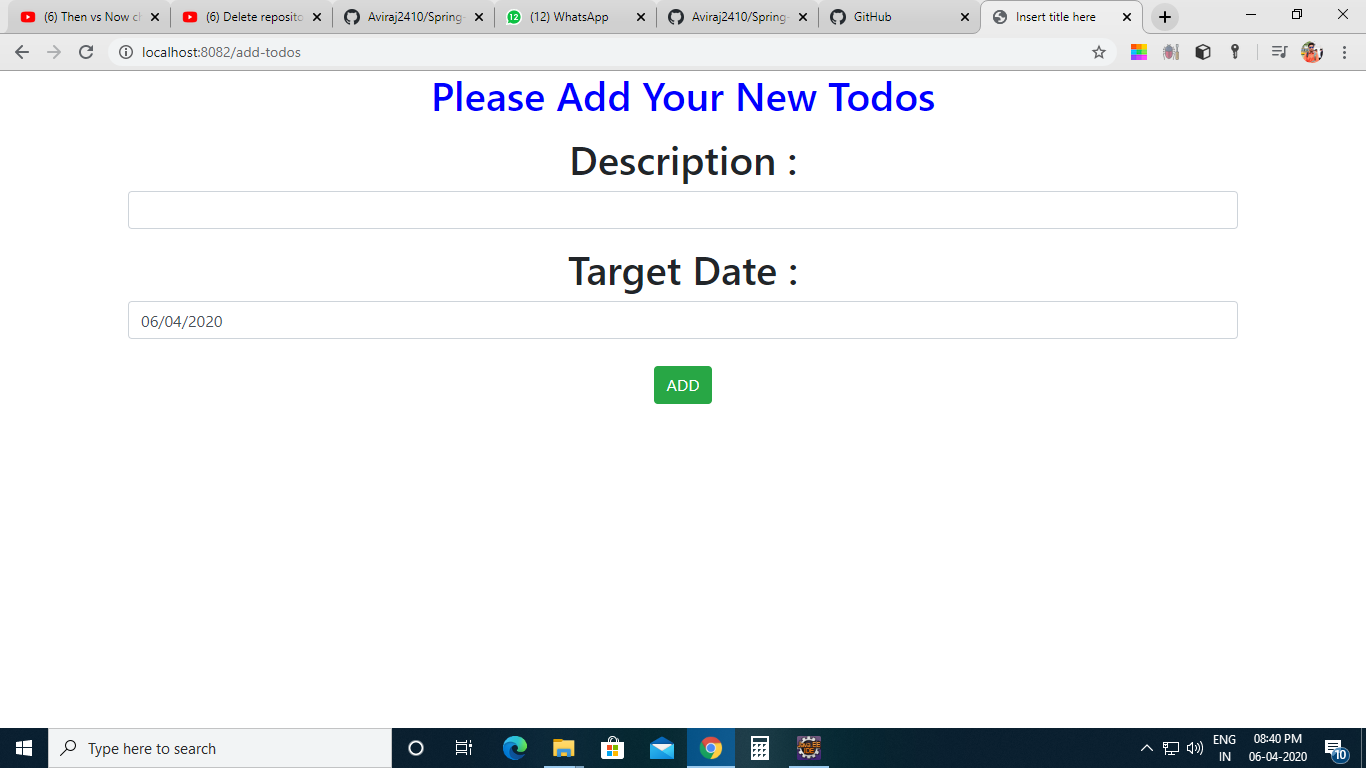 (6) Then vs Now c
(6) Delete reposito
Aviraj2410/Spring-
(12) WhatsApp
Aviraj2410/Spring-
GitHub
Insert title here
localhost:8082/add-todos
Please Add Your New Todos
Description :
Target Date :
06/04/2020
ADD
Type here to search
ENG
IN
08:40 PM
06-04-2020
10